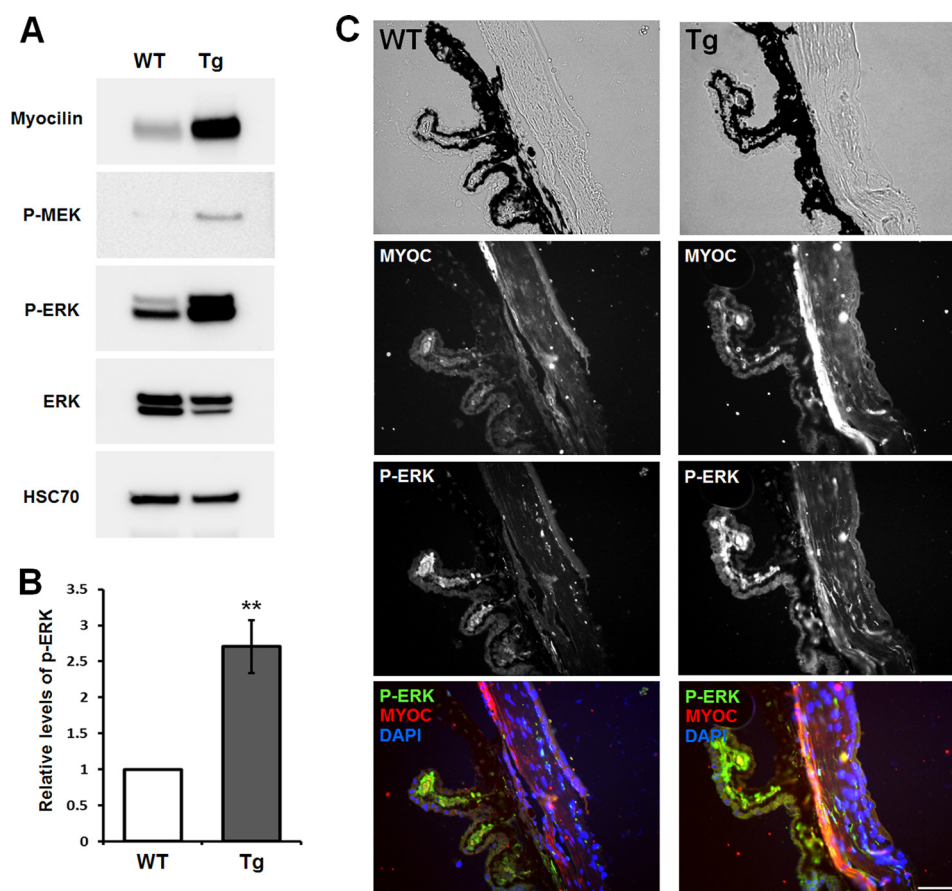 A
WT Tg
Myocilin
P-MEK
P-ERK
ERK
HSC70
B
Relative levels of p-ERK
3.5
3
2.5
2
1.5
1
0.5
0
**
WT Tg
C
WT
Tg
MYOC
MYOC
P-ERK
P-ERK
P-ERK
MYOC
DAPI
P-ERK
MYOC
DAPI